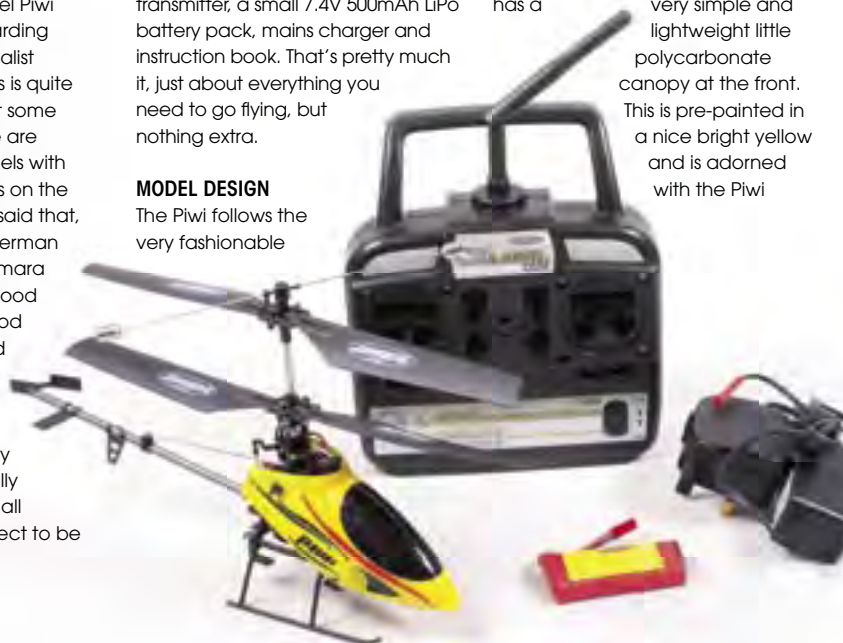 el Piwi
rding
alist
s is quite
t some
e are
els with
s on the
said that,
erman
mara
ood
od
d
y
lly
all
ect to be
transmitter, a small 7.4V 500mAh LiPo
battery pack, mains charger and
instruction book. That's pretty much
it, just about everything you
need to go flying, but
nothing extra.
MODEL DESIGN
The Piwi follows the
very fashionable
has a very simple and
lightweight little
polycarbonate
canopy at the front.
This is pre-painted in
a nice bright yellow
and is adorned
with the Piwi